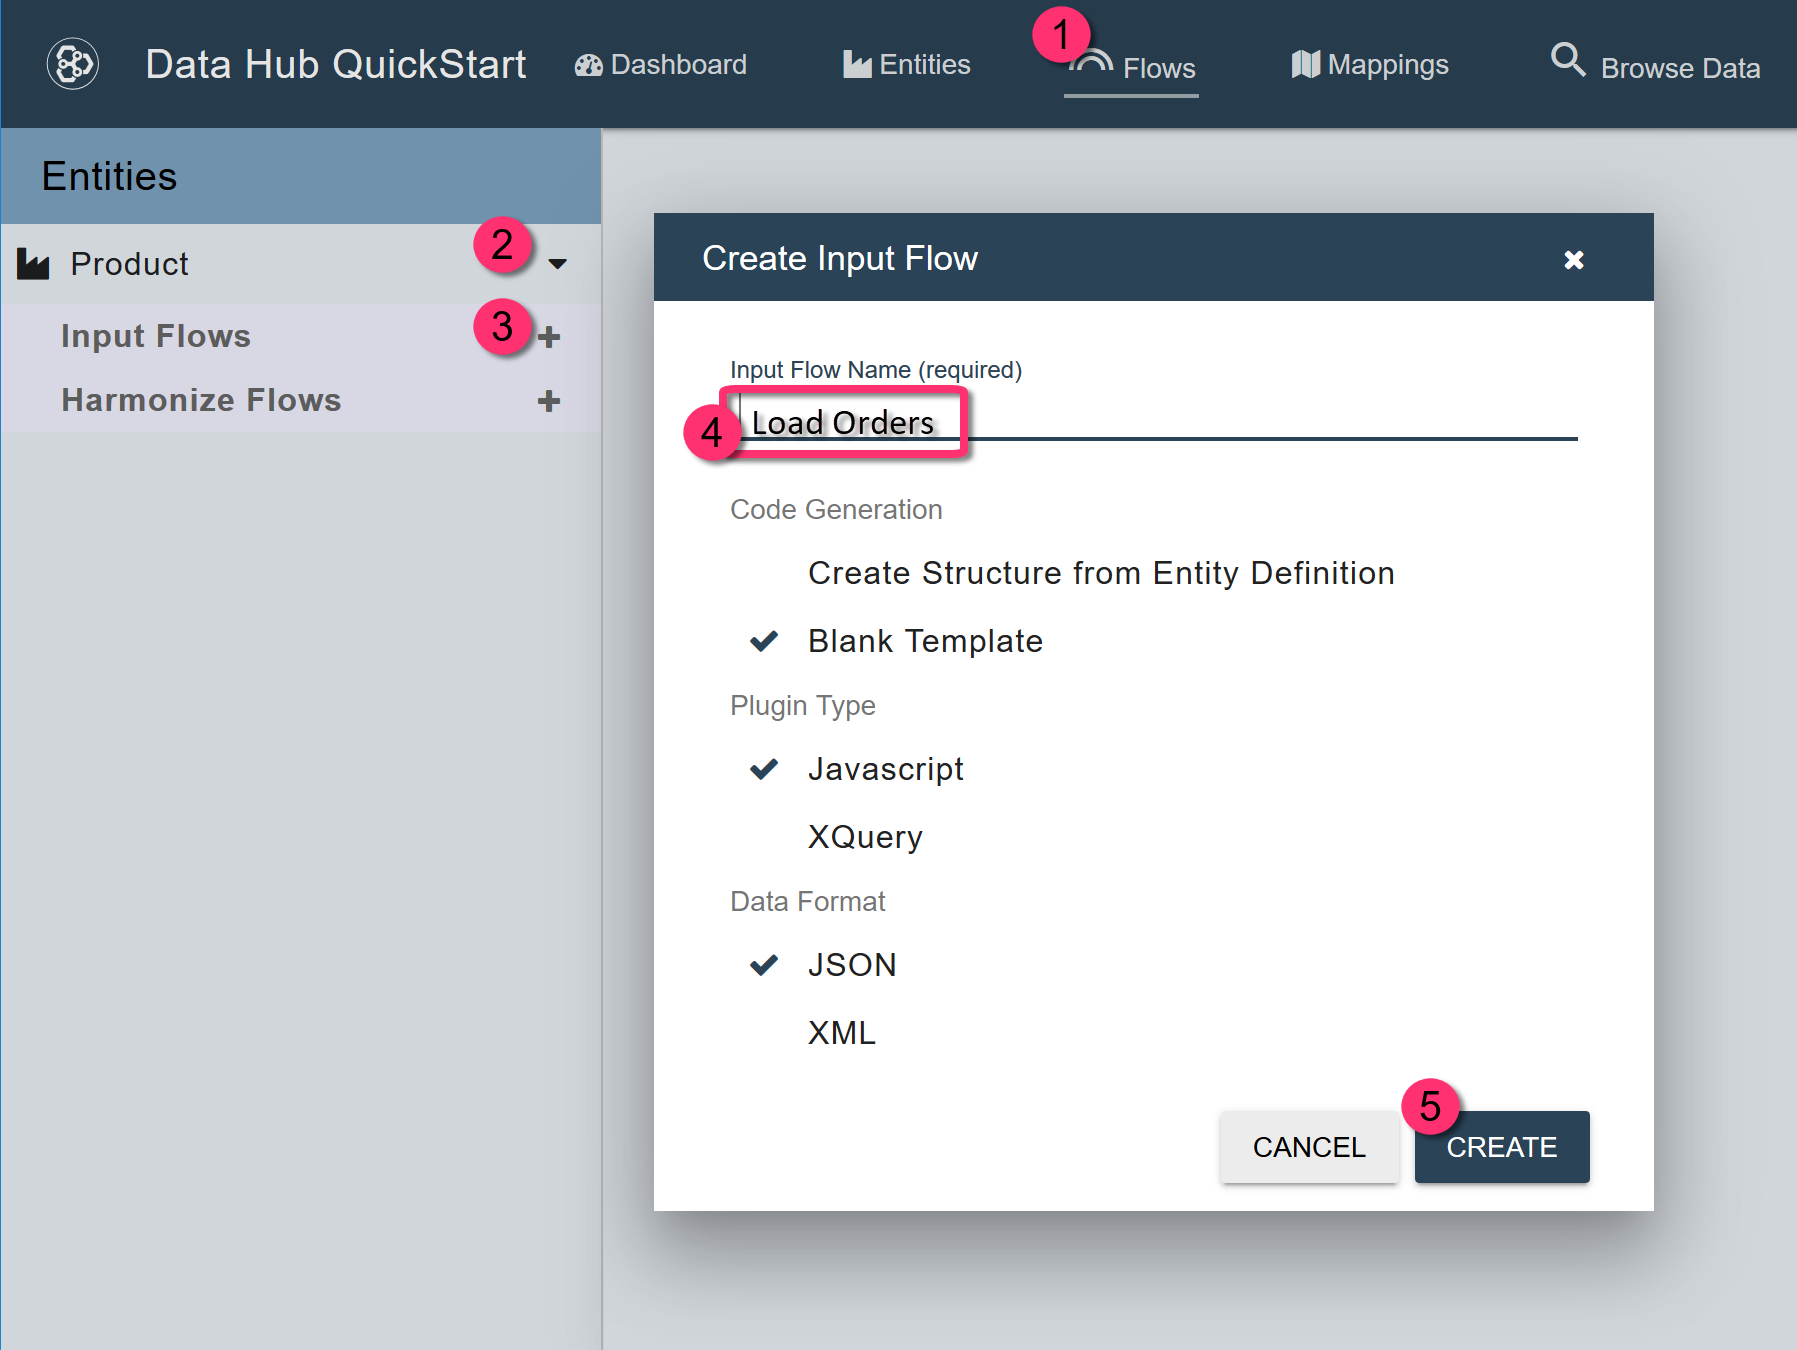 Data Hub QuickStart
Dashboard
Entities
1
Flows
Mappings
Browse Data
Entities
Product
2
Input Flows
3
Harmonize Flows
Create Input Flow
Input Flow Name (required)
4
Load Orders
Code Generation
Create Structure from Entity Definition
Blank Template
Plugin Type
Javascript
XQuery
Data Format
JSON
XML
CANCEL
5
CREATE